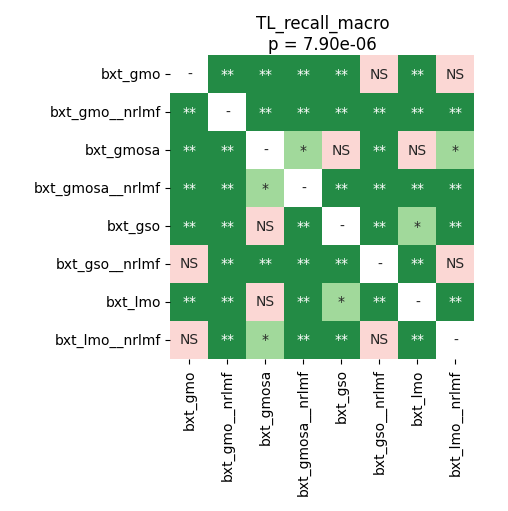 TL_recall_macro
p = 7.90e-06
bxt_gmo - ** ** ** ** NS ** NS
bxt_gmo__nrlmf ** - ** ** ** ** ** **
bxt_gmosa ** ** - * NS ** NS *
bxt_gmosa__nrlmf ** ** * - ** ** ** **
bxt_gso ** ** NS ** - ** * **
bxt_gso__nrlmf NS ** ** ** ** - ** NS
bxt_lmo ** ** NS ** * ** - **
bxt_lmo__nrlmf NS ** * ** ** NS ** -
bxt_gmo
bxt_gmo__nrlmf
bxt_gmosa
bxt_gmosa__nrlmf
bxt_gso
bxt_gso__nrlmf
bxt_lmo
bxt_lmo__nrlmf